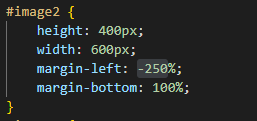 #image2 {
    height: 400px;
    width: 600px;
    margin-left: -250%;
    margin-bottom: 100%;
}